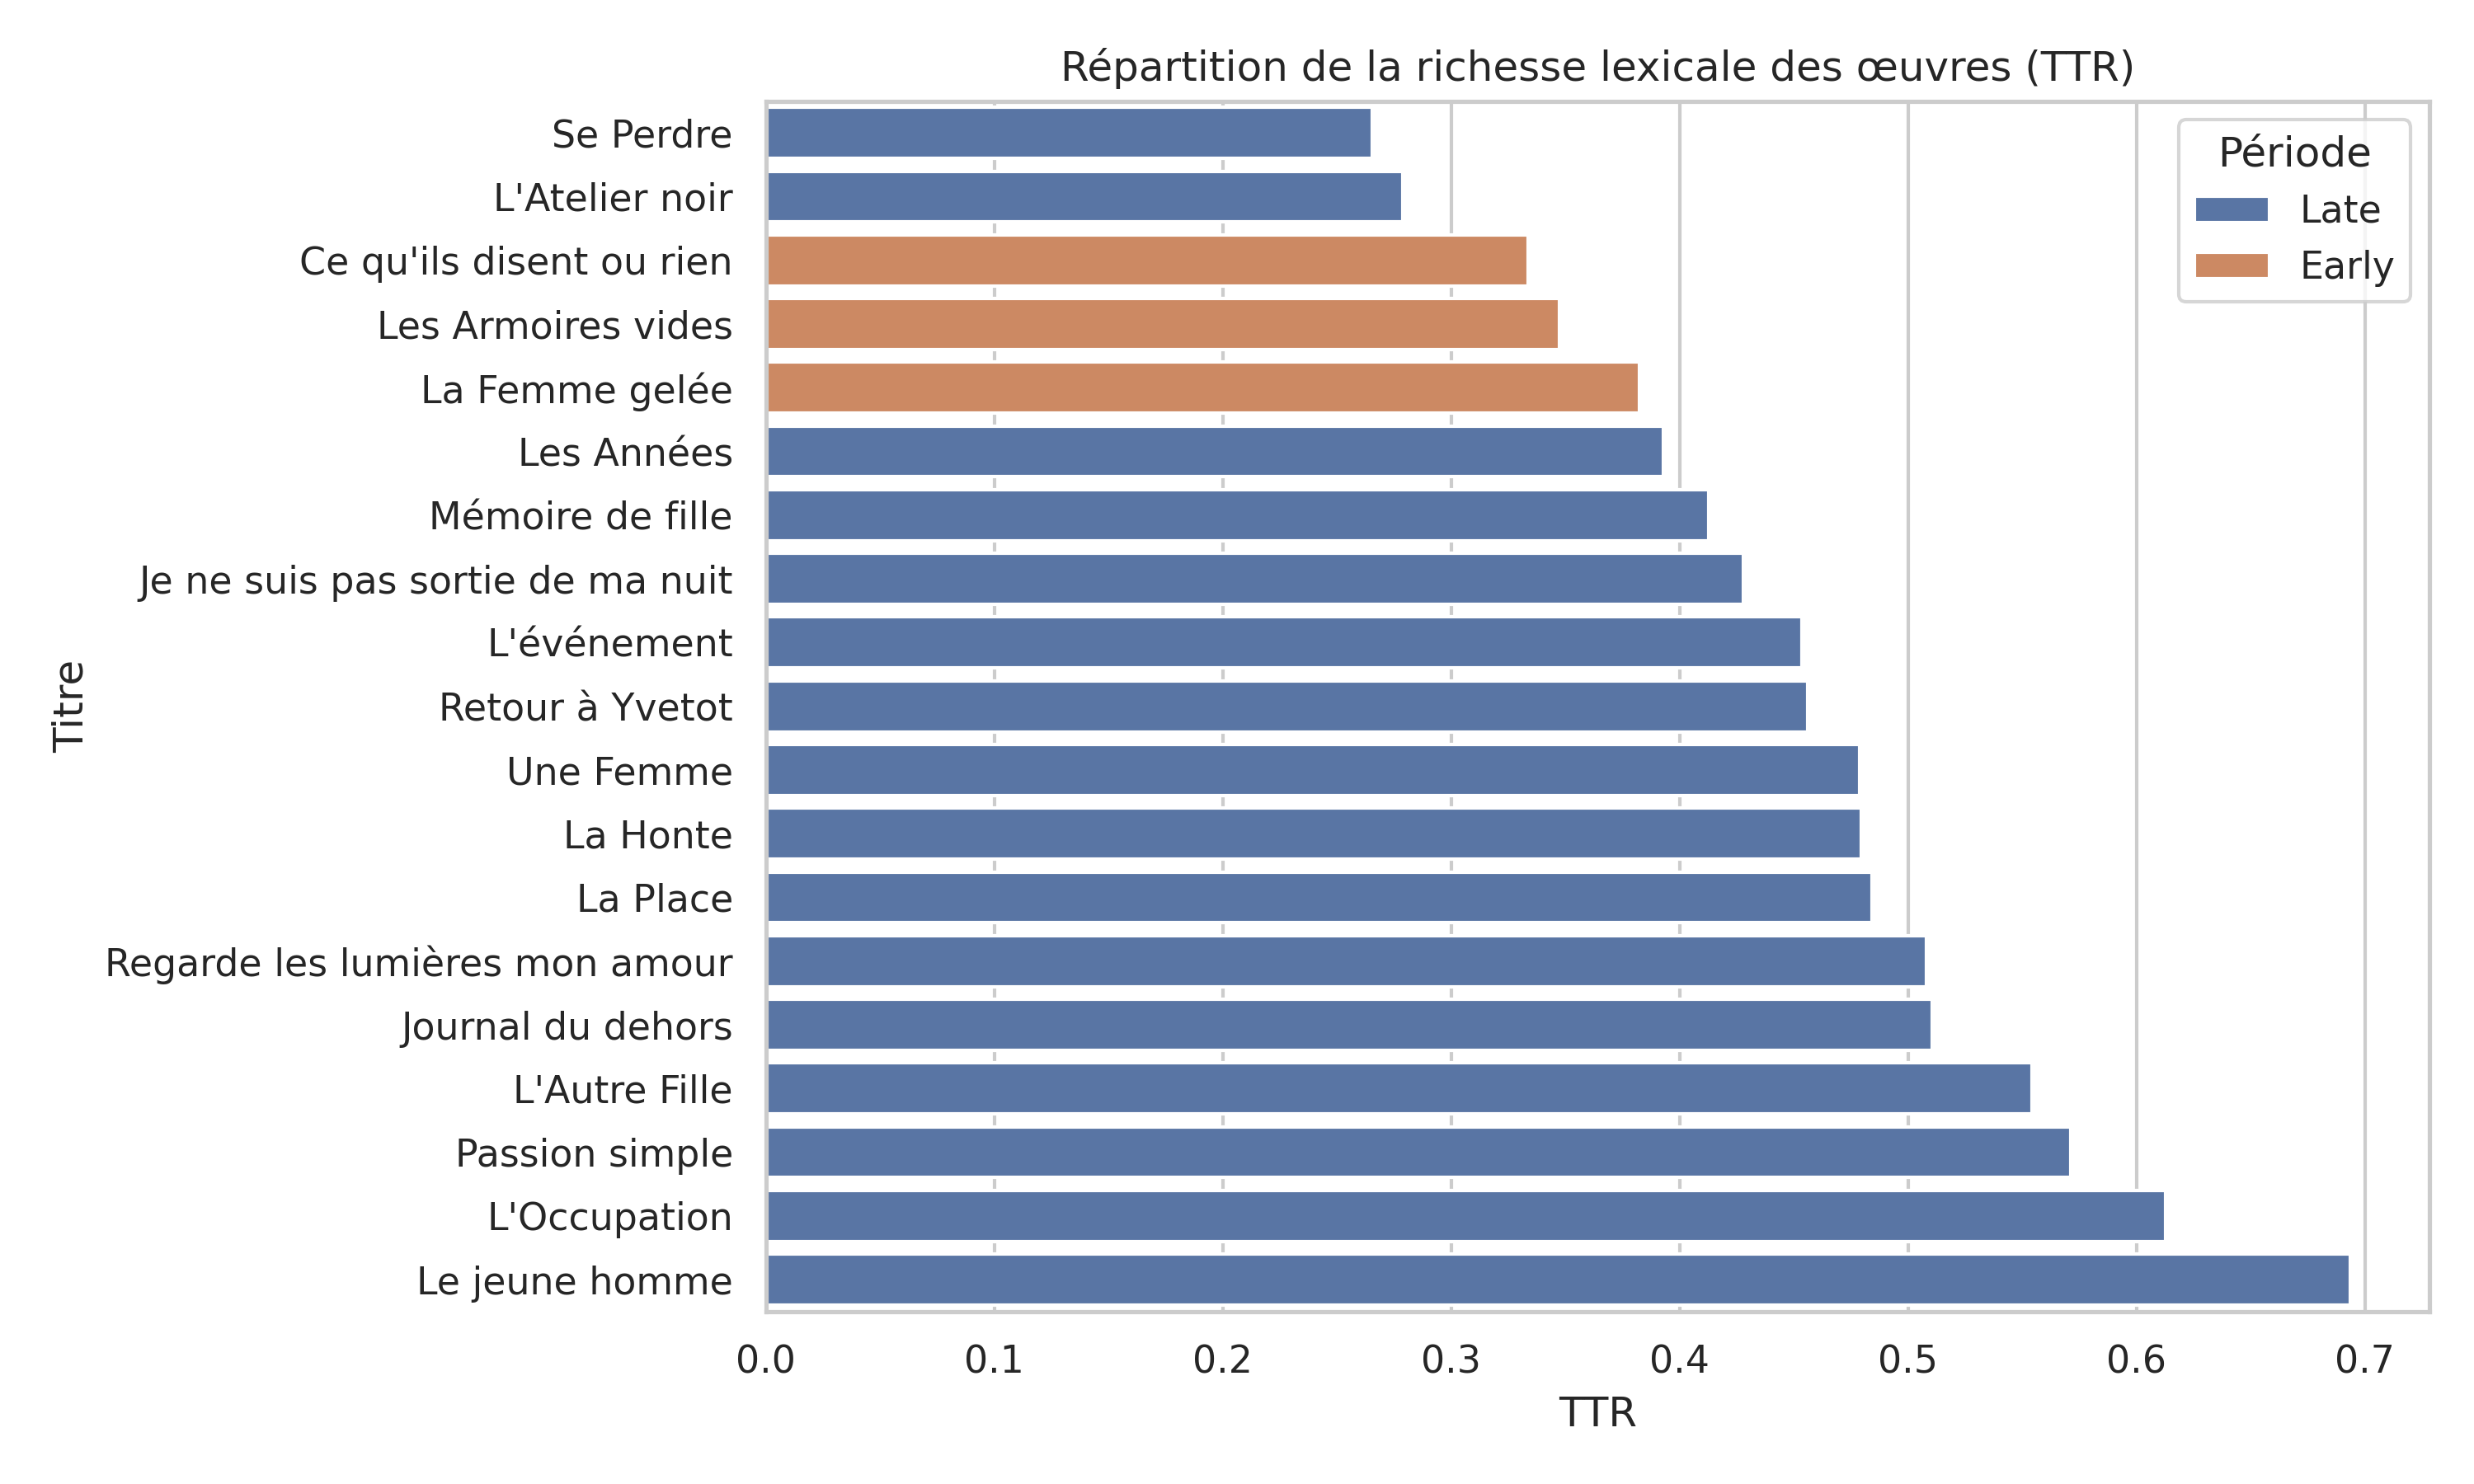 Répartition de la richesse lexicale des œuvres (TTR)
Se Perdre
L'Atelier noir
Ce qu'ils disent ou rien
Les Armoires vides
La Femme gelée
Les Années
Mémoire de fille
Je ne suis pas sortie de ma nuit
L'événement
Retour à Yvetot
Une Femme
La Honte
La Place
Regarde les lumières mon amour
Journal du dehors
L'Autre Fille
Passion simple
L'Occupation
Le jeune homme
Titre
Période
Late
Early
0.0 0.1 0.2 0.3 0.4 0.5 0.6 0.7
TTR